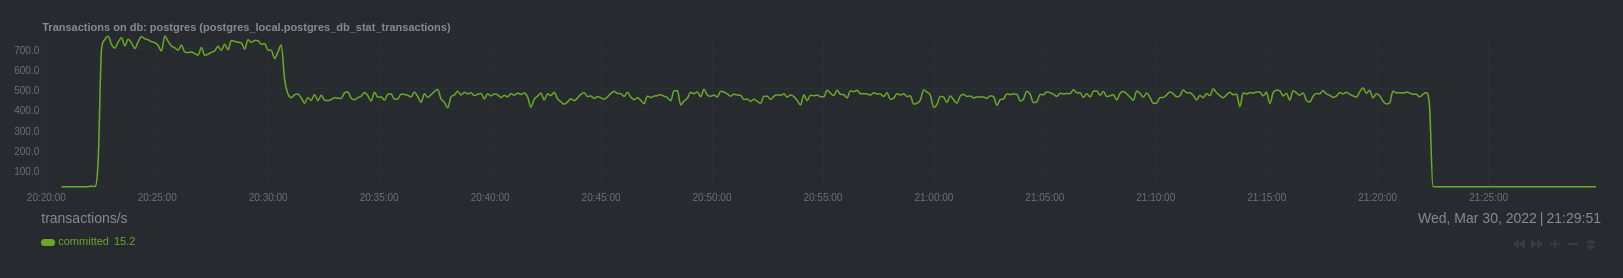 Transactions on db: postgres (postgres_local.postgres_db_stat_transactions)
700.0
600.0
500.0
400.0
300.0
200.0
100.0
20:20:00 20:25:00 20:30:00 20:35:00 20:40:00 20:45:00 20:50:00 20:55:00 21:00:00 21:05:00 21:10:00 21:15:00 21:20:00 21:25:00
transactions/s Wed, Mar 30, 2022 | 21:29:51
committed 15.2